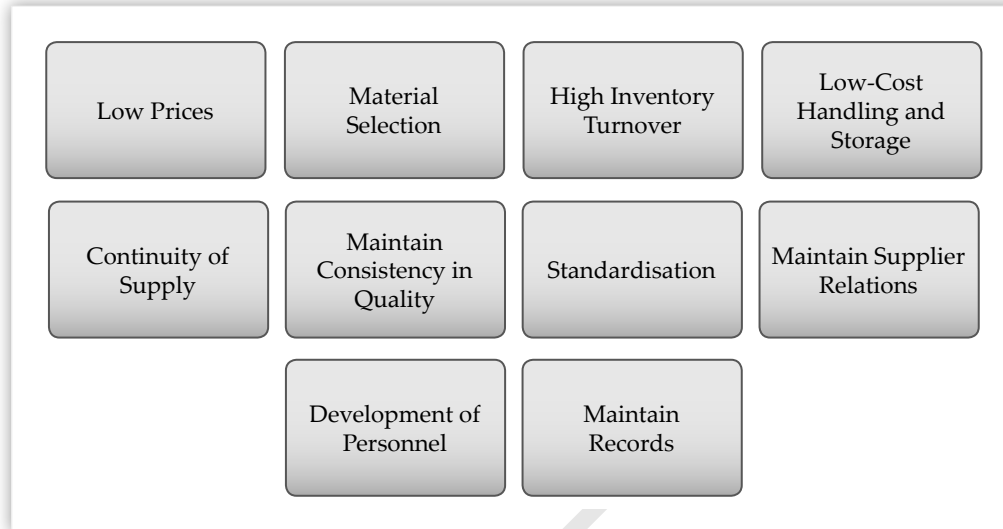 Low Prices
Material
Selection
High Inventory
Turnover
Low-Cost
Handling and
Storage
Continuity of
Supply
Maintain
Consistency in
Quality
Standardisation
Maintain Supplier
Relations
Development of
Personnel
Maintain
Records